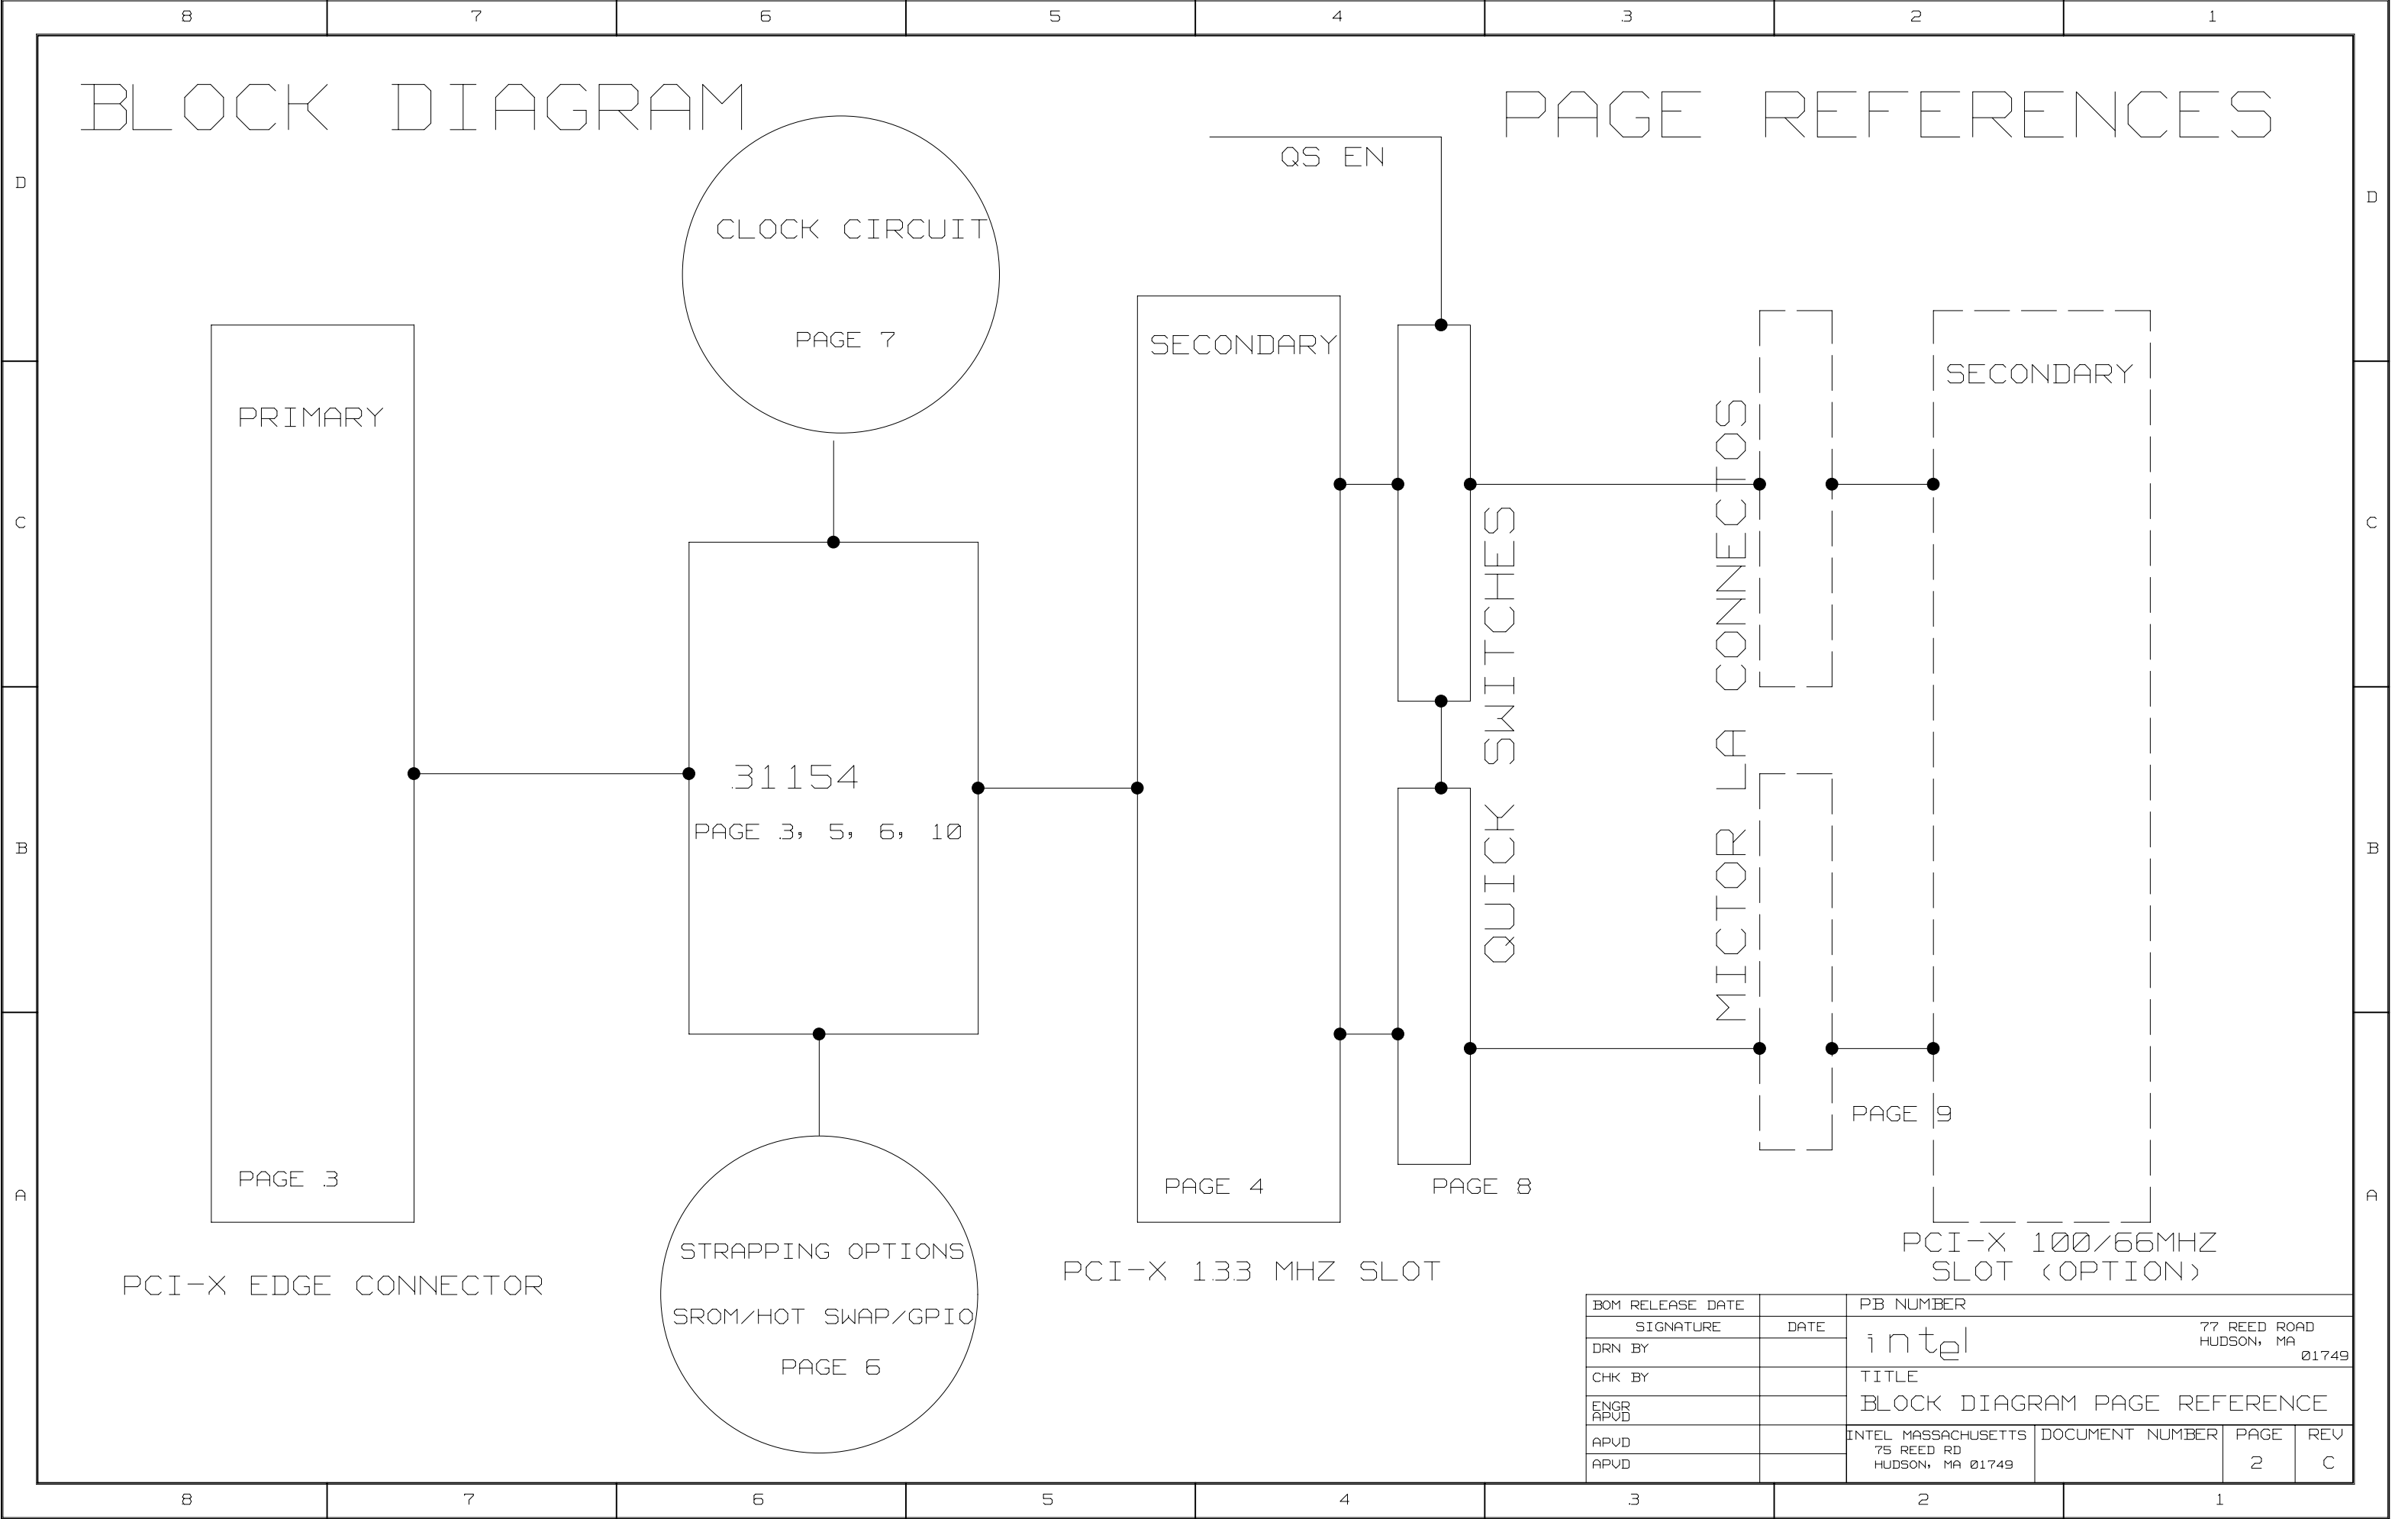 8 7 6 5 4 3 2 1
BLOCK DIAGRAM
PAGE REFERENCES
QS EN
D
D
CLOCK CIRCUIT
PAGE 7
SECONDARY
SECONDARY
PRIMARY
C
C
QUICK SWITCHES
MICTOR LA CONNECTOS
31154
PAGE 3, 5, 6, 10
B
B
PAGE 9
PAGE 3
PAGE 4
PAGE 8
A
A
STRAPPING OPTIONS
SROM/HOT SWAP/GPIO
PAGE 6
PCI-X EDGE CONNECTOR
PCI-X 133 MHZ SLOT
PCI-X 100/66MHZ
SLOT (OPTION)
BOM RELEASE DATE
PB NUMBER
SIGNATURE
DATE
DRN BY
CHK BY
ENGR
APVD
APVD
APVD
intel
77 REED ROAD
HUDSON, MA
01749
TITLE
BLOCK DIAGRAM PAGE REFERENCE
INTEL MASSACHUSETTS
75 REED RD
HUDSON, MA 01749
DOCUMENT NUMBER
PAGE
2
REV
C
8 7 6 5 4 3 2 1